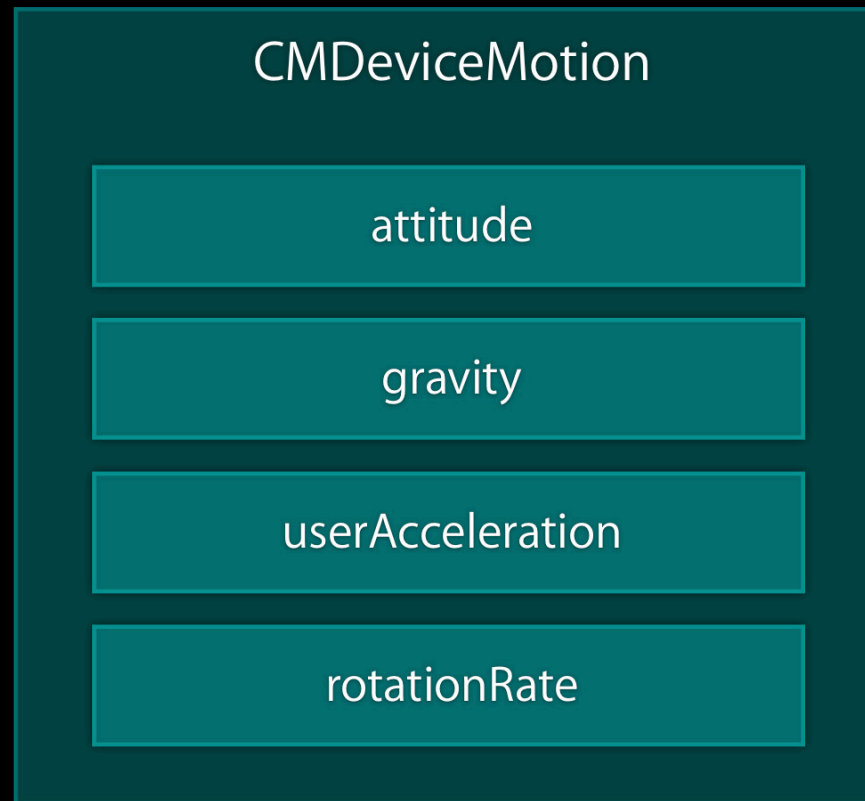 CMDeviceMotion
attitude
gravity
userAcceleration
rotationRate